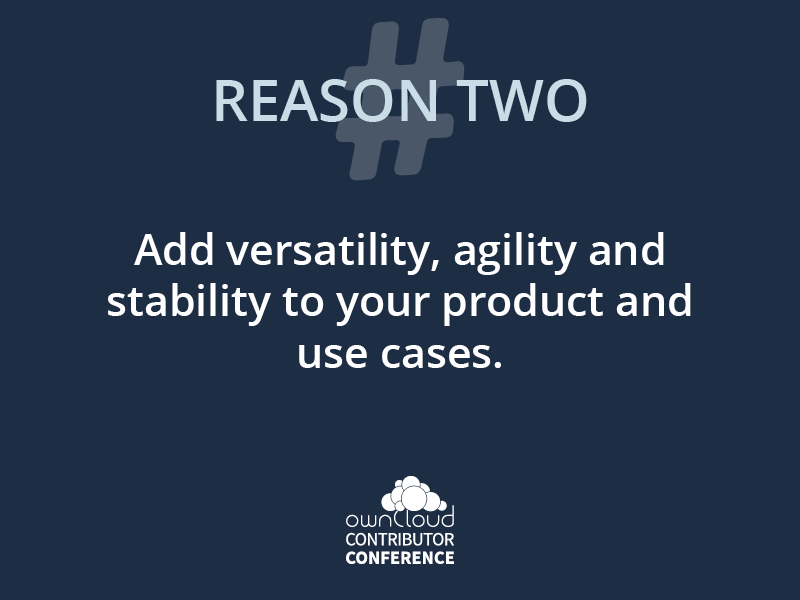 #
REASON TWO
Add versatility, agility and
stability to your product and
use cases.
ownCloud
CONTRIBUTOR
CONFERENCE